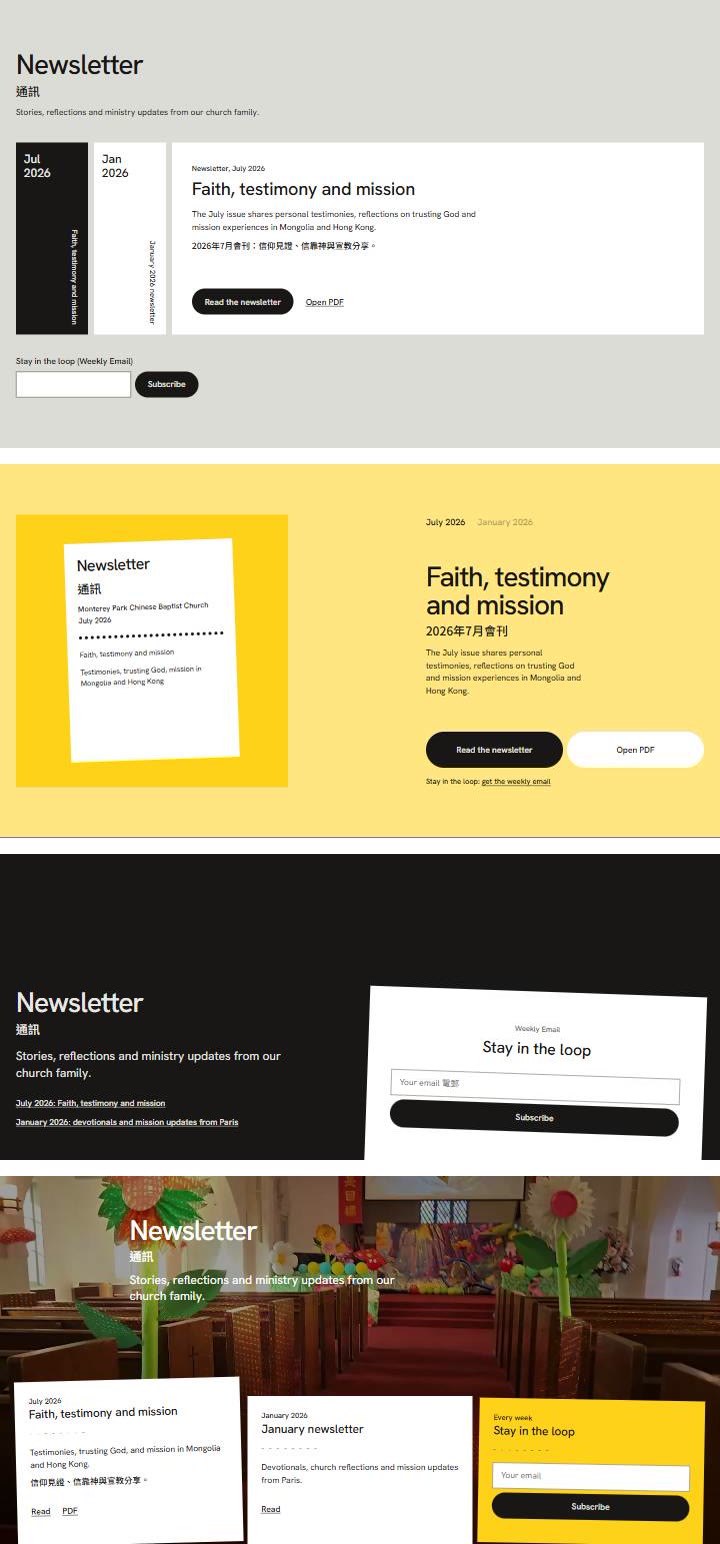 Newsletter
通訊
Stories, reflections and ministry updates from our church family.
Jul
2026
Faith, testimony and mission
Jan
2026
January 2026 newsletter
Newsletter, July 2026
Faith, testimony and mission
The July issue shares personal testimonies, reflections on trusting God and
mission experiences in Mongolia and Hong Kong.
2026年7月會刊：信仰見證、信靠神與宣教分享。
Read the newsletter
Open PDF
Stay in the loop (Weekly Email)
Subscribe
Newsletter
通訊
Monterey Park Chinese Baptist Church
July 2026
Faith, testimony and mission
Testimonies, trusting God, mission in
Mongolia and Hong Kong
July 2026
January 2026
Faith, testimony
and mission
2026年7月會刊
The July issue shares personal
testimonies, reflections on trusting God
and mission experiences in Mongolia and
Hong Kong.
Read the newsletter
Open PDF
Stay in the loop: get the weekly email
Newsletter
通訊
Stories, reflections and ministry updates from our
church family.
July 2026: Faith, testimony and mission
January 2026: devotionals and mission updates from Paris
Weekly Email
Stay in the loop
Your email 電郵
Subscribe
Newsletter
通訊
Stories, reflections and ministry updates from our
church family.
July 2026
Faith, testimony and mission
Testimonies, trusting God, and mission in Mongolia
and Hong Kong.
信仰見證、信靠神與宣教分享。
Read
PDF
January 2026
January newsletter
Devotionals, church reflections and mission updates
from Paris.
Read
Every week
Stay in the loop
Your email
Subscribe